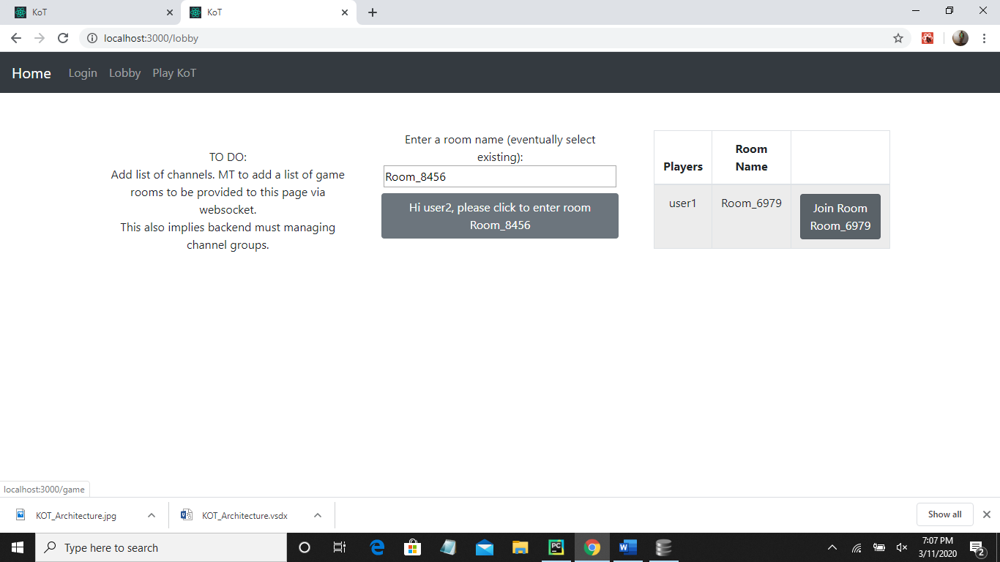 KoT
KoT
localhost:3000/lobby
Home Login Lobby Play KoT
TO DO:
Add list of channels. MT to add a list of game
rooms to be provided to this page via
websocket.
This also implies backend must managing
channel groups.
Enter a room name (eventually select
existing):
Room_8456
Hi user2, please click to enter room
Room_8456
Players
Room
Name
user1
Room_6979
Join Room
Room_6979
localhost:3000/game
KOT_Architecture.jpg
KOT_Architecture.vsdx
Show all
Type here to search
PC
7:07 PM
3/11/2020
2